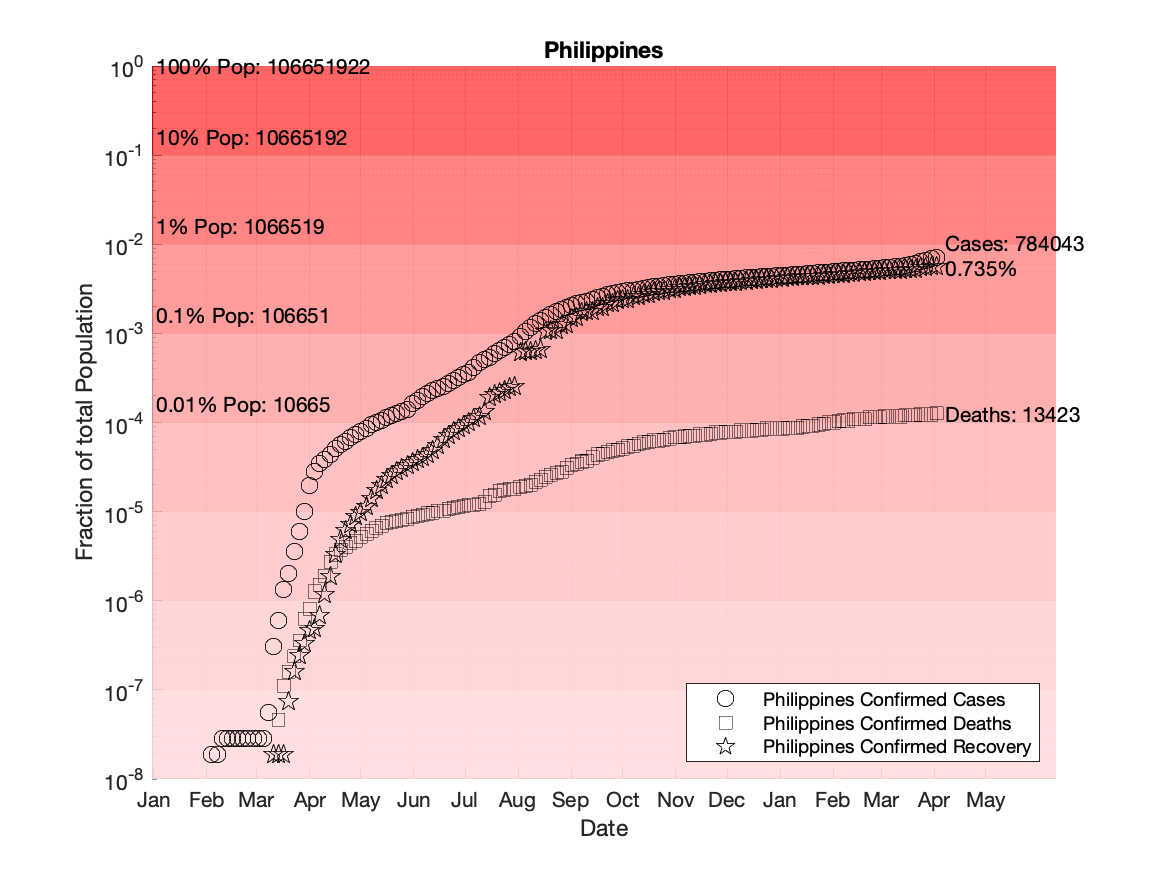 Philippines
10^0
100% Pop: 106651922
10% Pop: 10665192
10^-1
1% Pop: 1066519
10^-2
Cases: 784043
0.735%
0.1% Pop: 106651
10^-3
0.01% Pop: 10665
10^-4
Deaths: 13423
10^-5
10^-6
10^-7
10^-8
Fraction of total Population
Philippines Confirmed Cases
Philippines Confirmed Deaths
Philippines Confirmed Recovery
Jan Feb Mar Apr May Jun Jul Aug Sep Oct Nov Dec Jan Feb Mar Apr May
Date